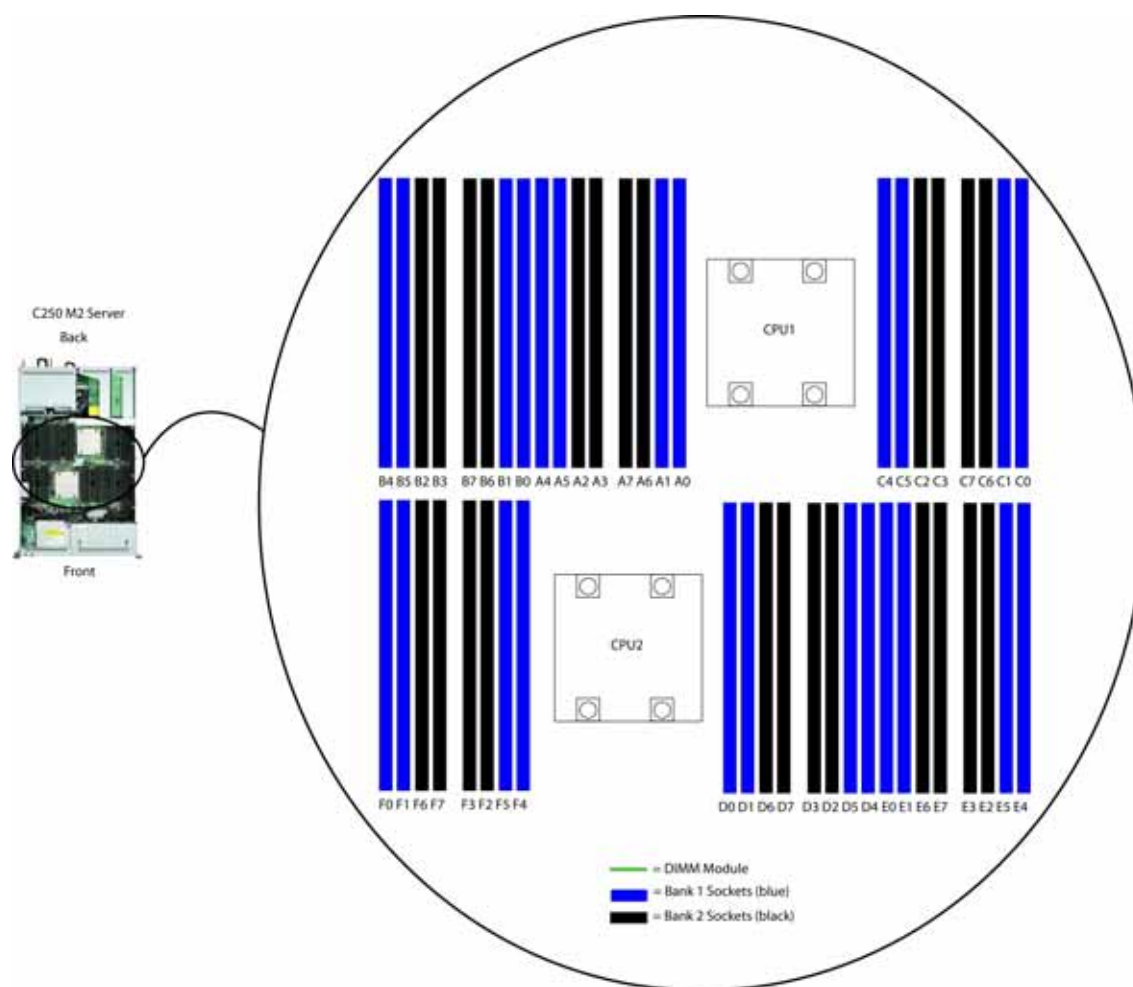 C250 M2 Server
Back
Front
CPU1
B4 B5 B2 B3 B7 B6 B1 B0 A4 A5 A2 A3 A7 A6 A1 A0 C4 C5 C2 C3 C7 C6 C1 C0
CPU2
F0 F1 F6 F7 F3 F2 F5 F4 D0 D1 D6 D7 D3 D2 D5 D4 E0 E1 E6 E7 E3 E2 E5 E4
= DIMM Module
= Bank 1 Sockets (blue)
= Bank 2 Sockets (black)